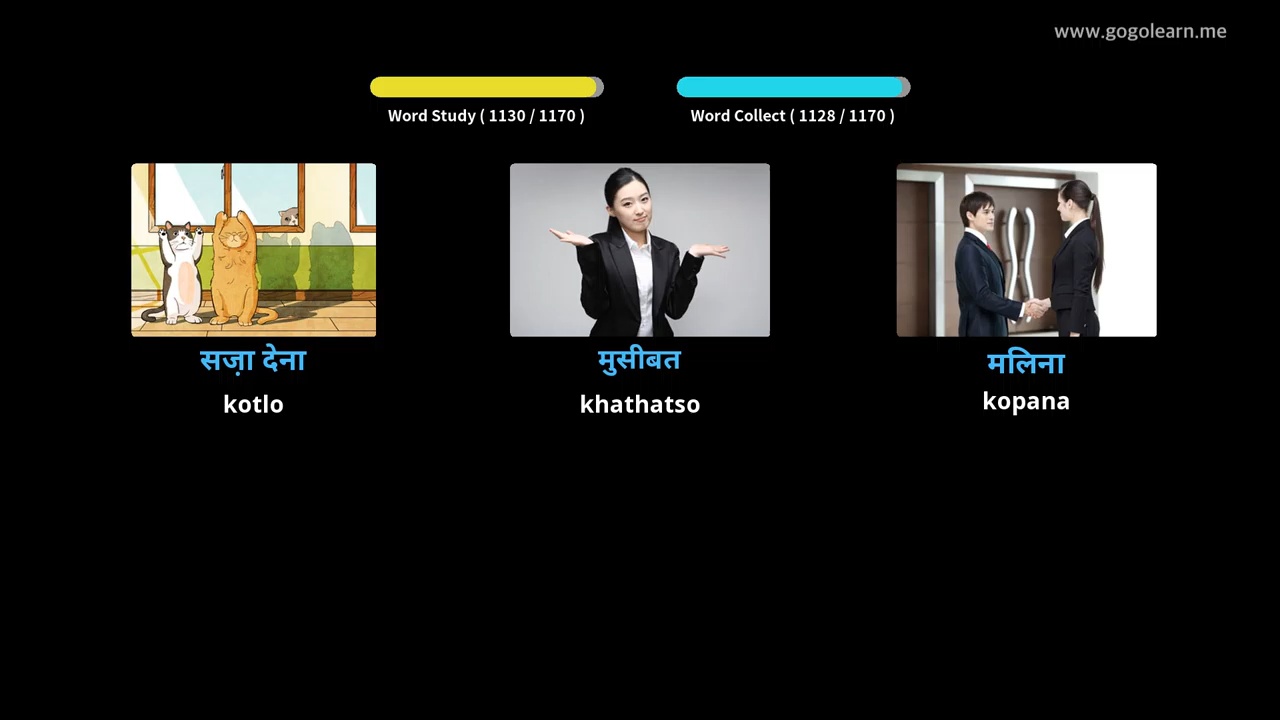 www.gogolearn.me
Word Study ( 1130 / 1170 )
Word Collect ( 1128 / 1170 )
सज़ा देना
मुसीबत
मलिना
kotlo
khathatso
kopana